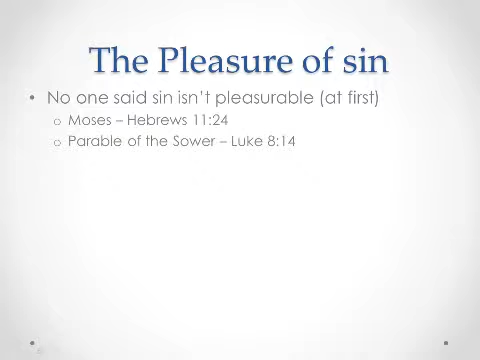 The Pleasure of sin
• No one said sin isn't pleasurable (at first)
o Moses – Hebrews 11:24
o Parable of the Sower – Luke 8:14